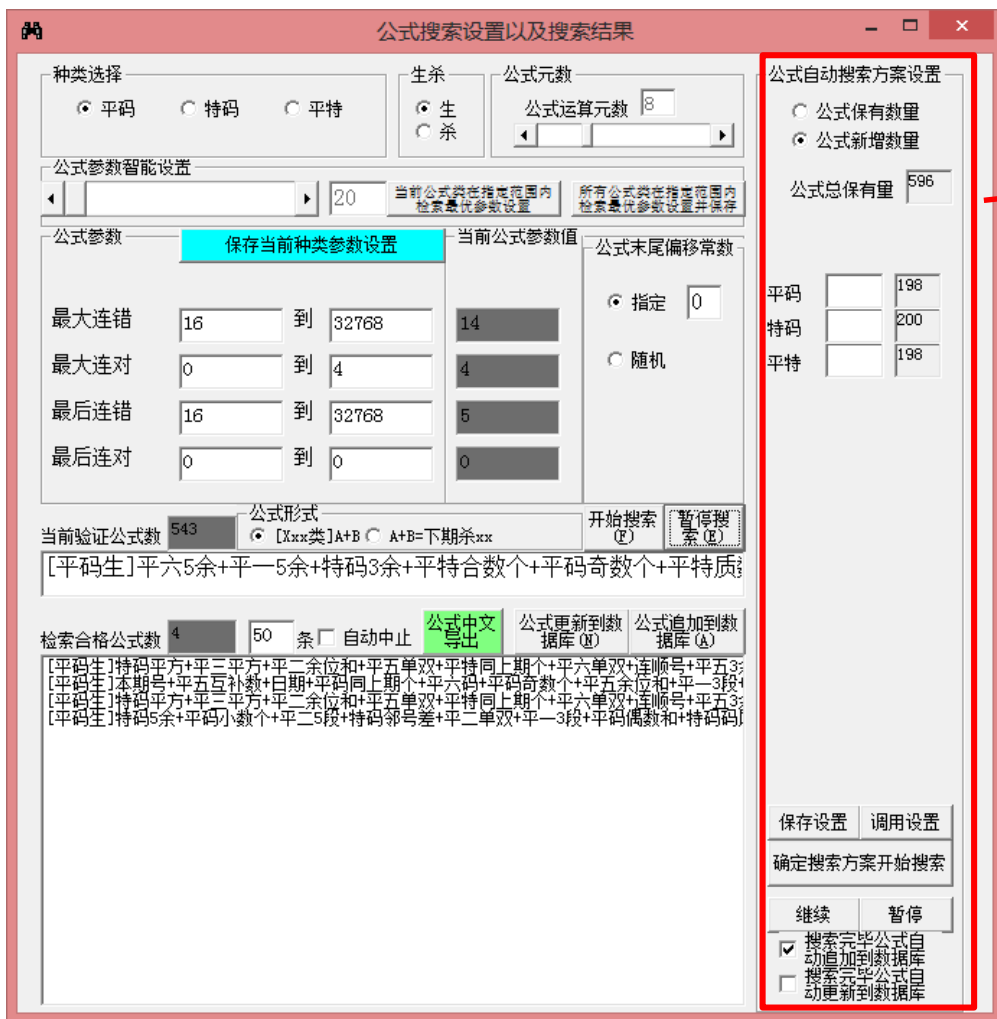 公式搜索设置以及搜索结果
种类选择
平码 特码 平特
生杀
生
杀
公式元数
公式运算元数 8
公式参数智能设置
20
当前公式类在指定范围内
检索最优参数设置
所有公式类在指定范围内
检索最优参数设置并保存
公式参数
保存当前种类参数设置
当前公式参数值
最大连错 16 到 32768 14
最大连对 0 到 4 4
最后连错 16 到 32768 5
最后连对 0 到 0 0
公式末尾偏移常数
指定 0
随机
当前验证公式数 543
公式形式
[Xxx类]A+B A+B=下期杀xx
开始搜索
(F)
暂停搜
索(E)
[平码生]平六5余+平一5余+特码3余+平特合数个+平码奇数个+平特质
检索合格公式数 4
50 条 自动中止
公式中文
导出
公式更新到数
据库(N)
公式追加到数
据库(A)
[平码生]特码平方+平三平方+平二余位和+平五单双+平特同上期个+平六单双+连顺号+平五3
[平码生]本期号+平五互补数+日期+平码同上期个+平六码+平码奇数个+平五余位和+平一3段
[平码生]特码平方+平三平方+平二余位和+平五单双+平特同上期个+平六单双+连顺号+平五3
[平码生]特码5余+平码小数个+平二5段+特码邻号差+平二单双+平一3段+平码偶数和+特码码
公式自动搜索方案设置
公式保有数量
公式新增数量
公式总保有量 596
平码 198
特码 200
平特 198
保存设置 调用设置
确定搜索方案开始搜索
继续 暂停
搜索完毕公式自
动追加到数据库
搜索完毕公式自
动更新到数据库